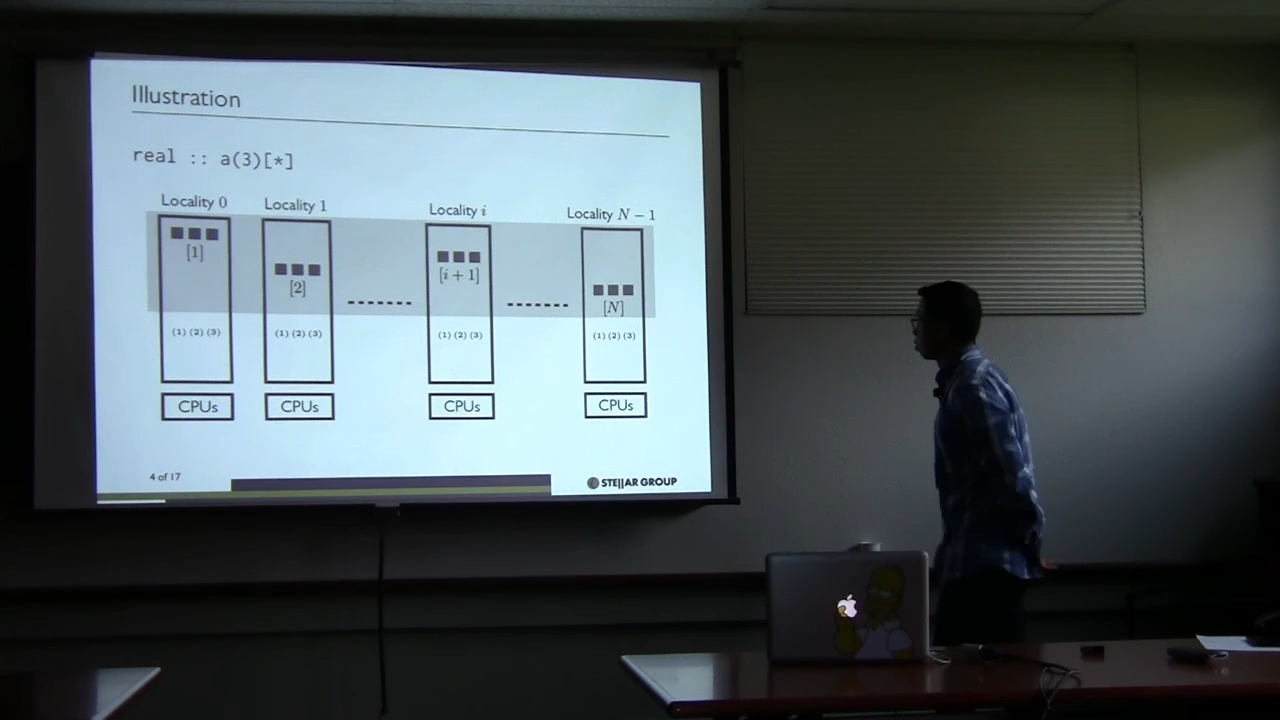 Illustration
real :: a(3)[*]
Locality 0 Locality 1 Locality i Locality N − 1
[1] [2] [i + 1] [N]
(1) (2) (3) (1) (2) (3) (1) (2) (3) (1) (2) (3)
CPUs CPUs CPUs CPUs
4 of 17
STE||AR GROUP